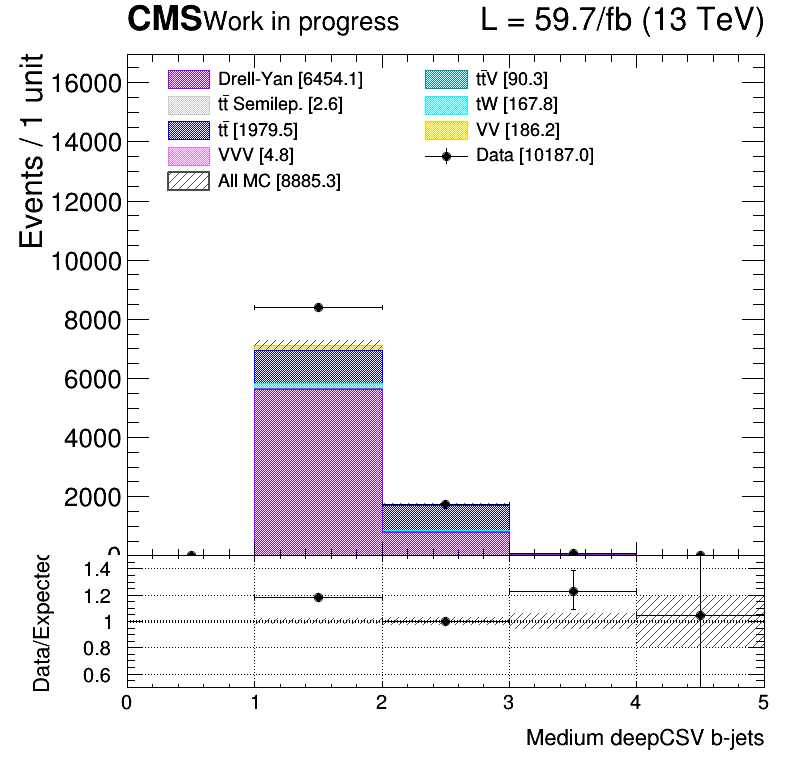 CMS Work in progress L = 59.7/fb (13 TeV)
Events / 1 unit
Drell-Yan [6454.1]
tt̄ Semilep. [2.6]
tt̄ [1979.5]
VVV [4.8]
All MC [8885.3]
tt̄V [90.3]
tW [167.8]
VV [186.2]
Data [10187.0]
16000
14000
12000
10000
8000
6000
4000
2000
0
Data/Expected
1.4
1.2
1
0.8
0.6
0 1 2 3 4 5
Medium deepCSV b-jets